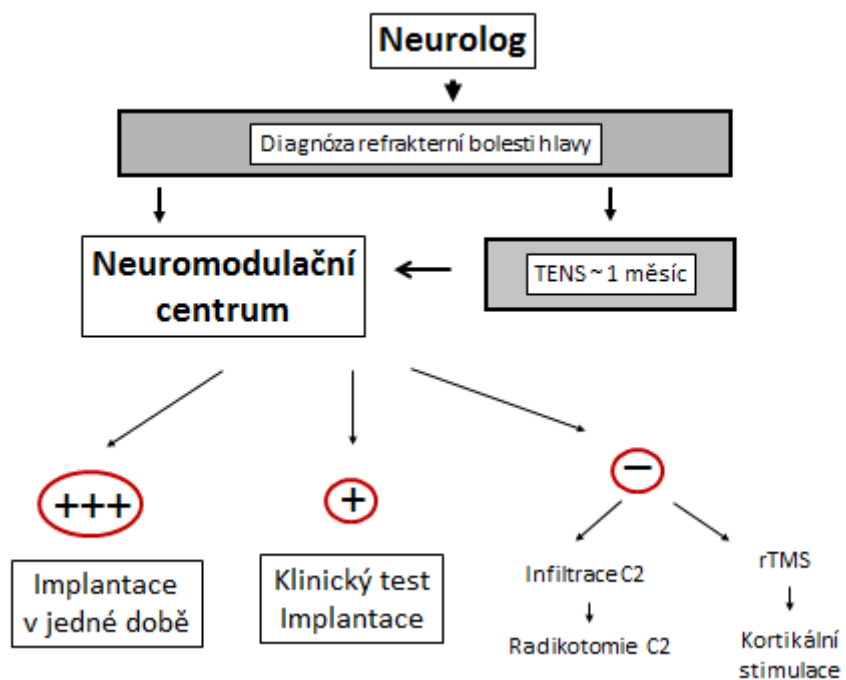 Neurolog
Diagnóza refrakterní bolesti hlavy
Neuromodulační
centrum
TENS ~ 1 měsíc
+++
+
−
Implantace
v jedné době
Klinický test
Implantace
Infiltrace C2
Radikotomie C2
rTMS
Kortikální
stimulace